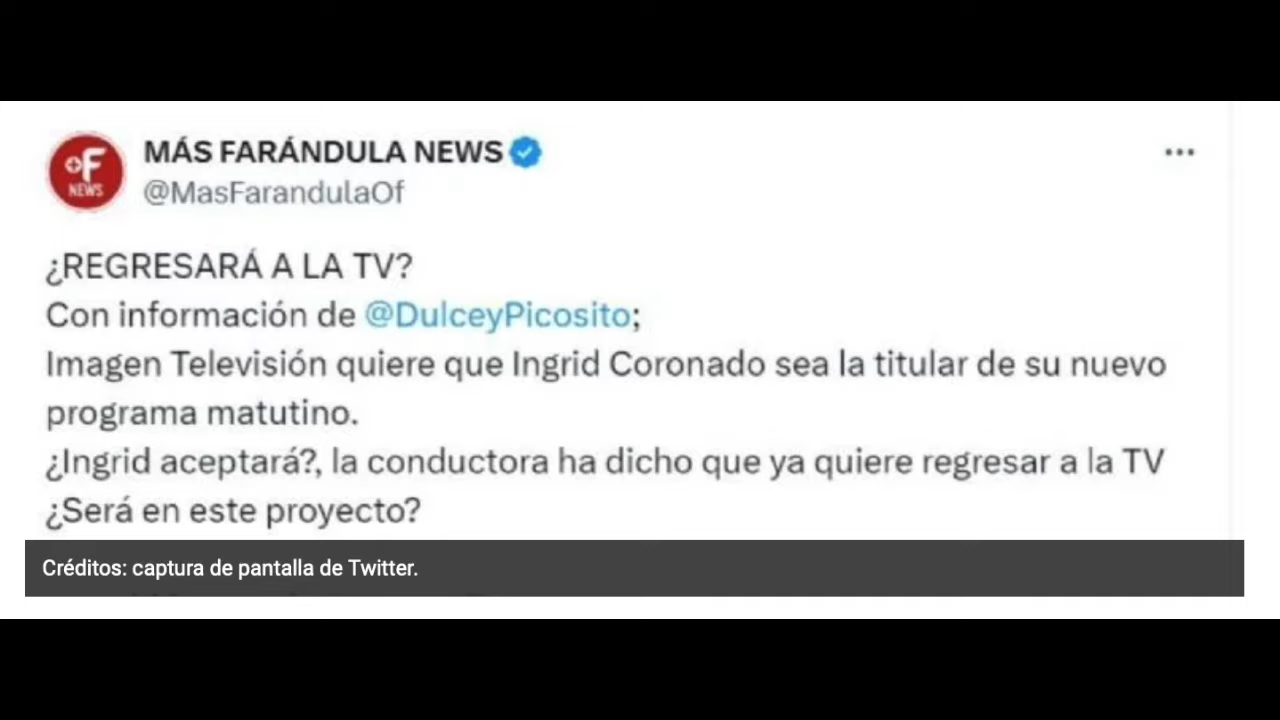 +F
NEWS
MÁS FARÁNDULA NEWS
@MasFarandulaOf
¿REGRESARÁ A LA TV?
Con información de @DulceyPicosito;
Imagen Televisión quiere que Ingrid Coronado sea la titular de su nuevo
programa matutino.
¿Ingrid aceptará?, la conductora ha dicho que ya quiere regresar a la TV
¿Será en este proyecto?
Créditos: captura de pantalla de Twitter.